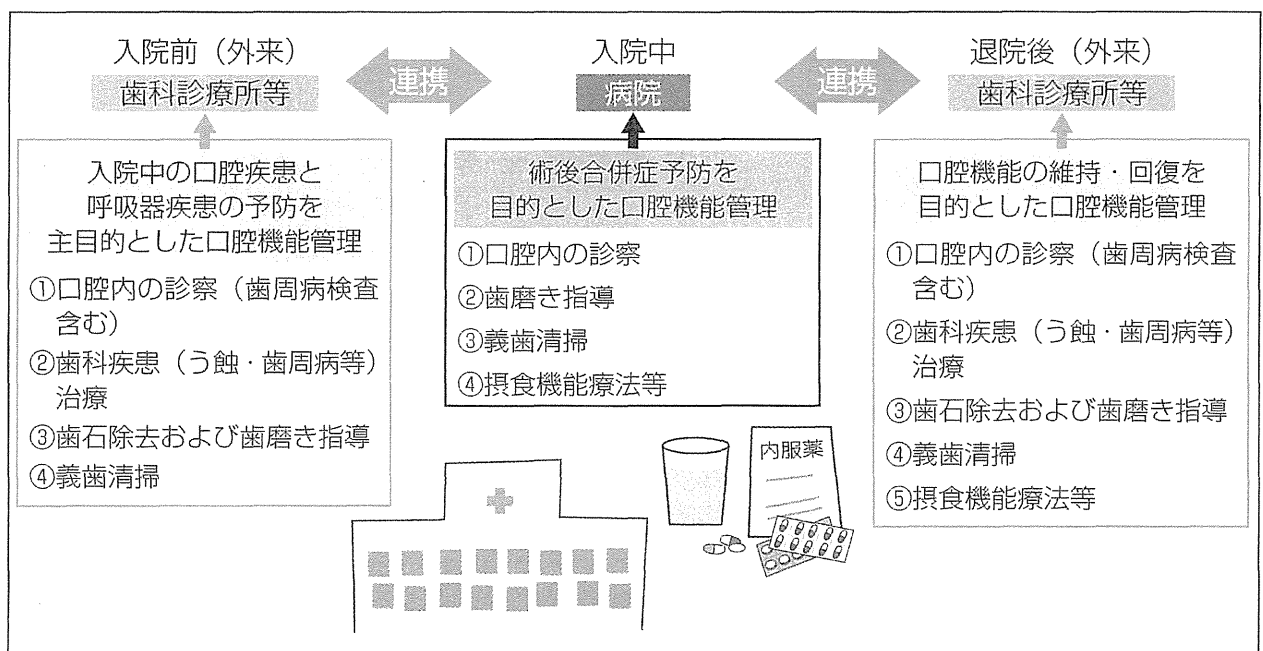 入院前（外来）
歯科診療所等
連携
入院中
病院
連携
退院後（外来）
歯科診療所等
入院中の口腔疾患と
呼吸器疾患の予防を
主目的とした口腔機能管理
①口腔内の診察（歯周病検査
含む）
②歯科疾患（う蝕・歯周病等）
治療
③歯石除去および歯磨き指導
④義歯清掃
術後合併症予防を
目的とした口腔機能管理
①口腔内の診察
②歯磨き指導
③義歯清掃
④摂食機能療法等
口腔機能の維持・回復を
目的とした口腔機能管理
①口腔内の診察（歯周病検査
含む）
②歯科疾患（う蝕・歯周病等）
治療
③歯石除去および歯磨き指導
④義歯清掃
⑤摂食機能療法等
内服薬